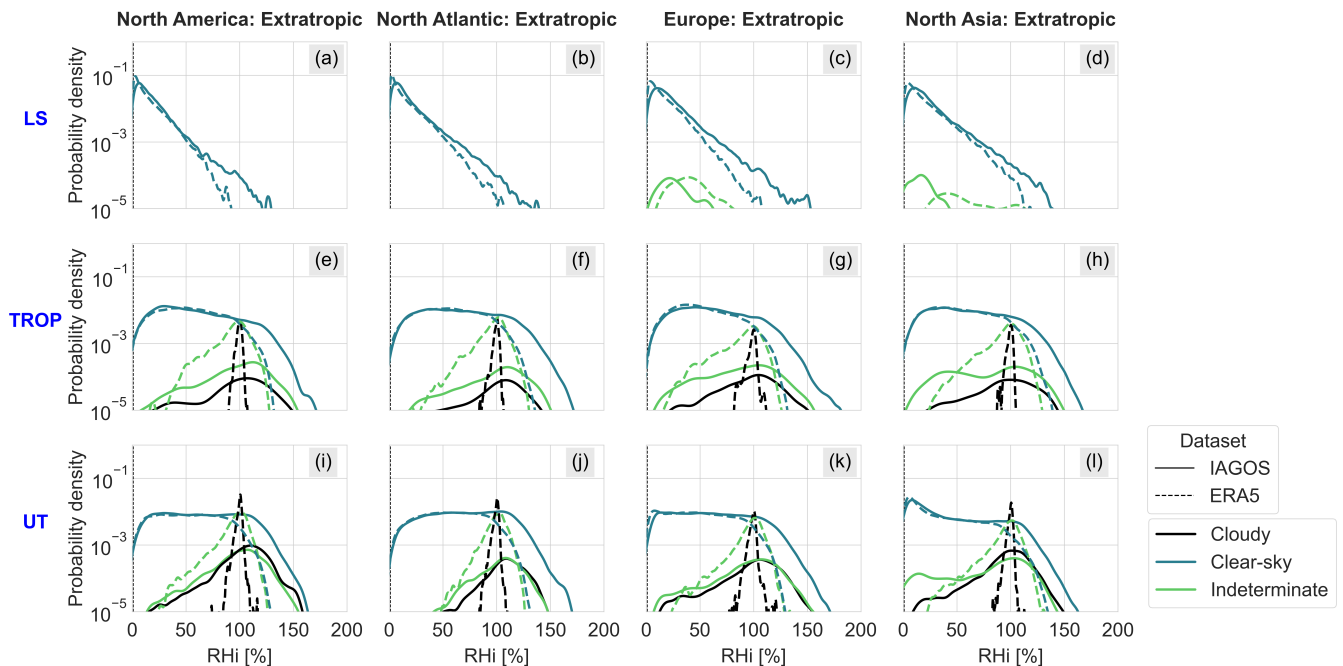 North America: Extratropic North Atlantic: Extratropic Europe: Extratropic North Asia: Extratropic
LS
Probability density
10−1
10−3
10−5
(a) (b) (c) (d)
TROP
Probability density
10−1
10−3
10−5
(e) (f) (g) (h)
UT
Probability density
10−1
10−3
10−5
(i) (j) (k) (l)
0 50 100 150 200 0 50 100 150 200 0 50 100 150 200 0 50 100 150 200
RHi [%] RHi [%] RHi [%] RHi [%]
Dataset
IAGOS
ERA5
Cloudy
Clear-sky
Indeterminate